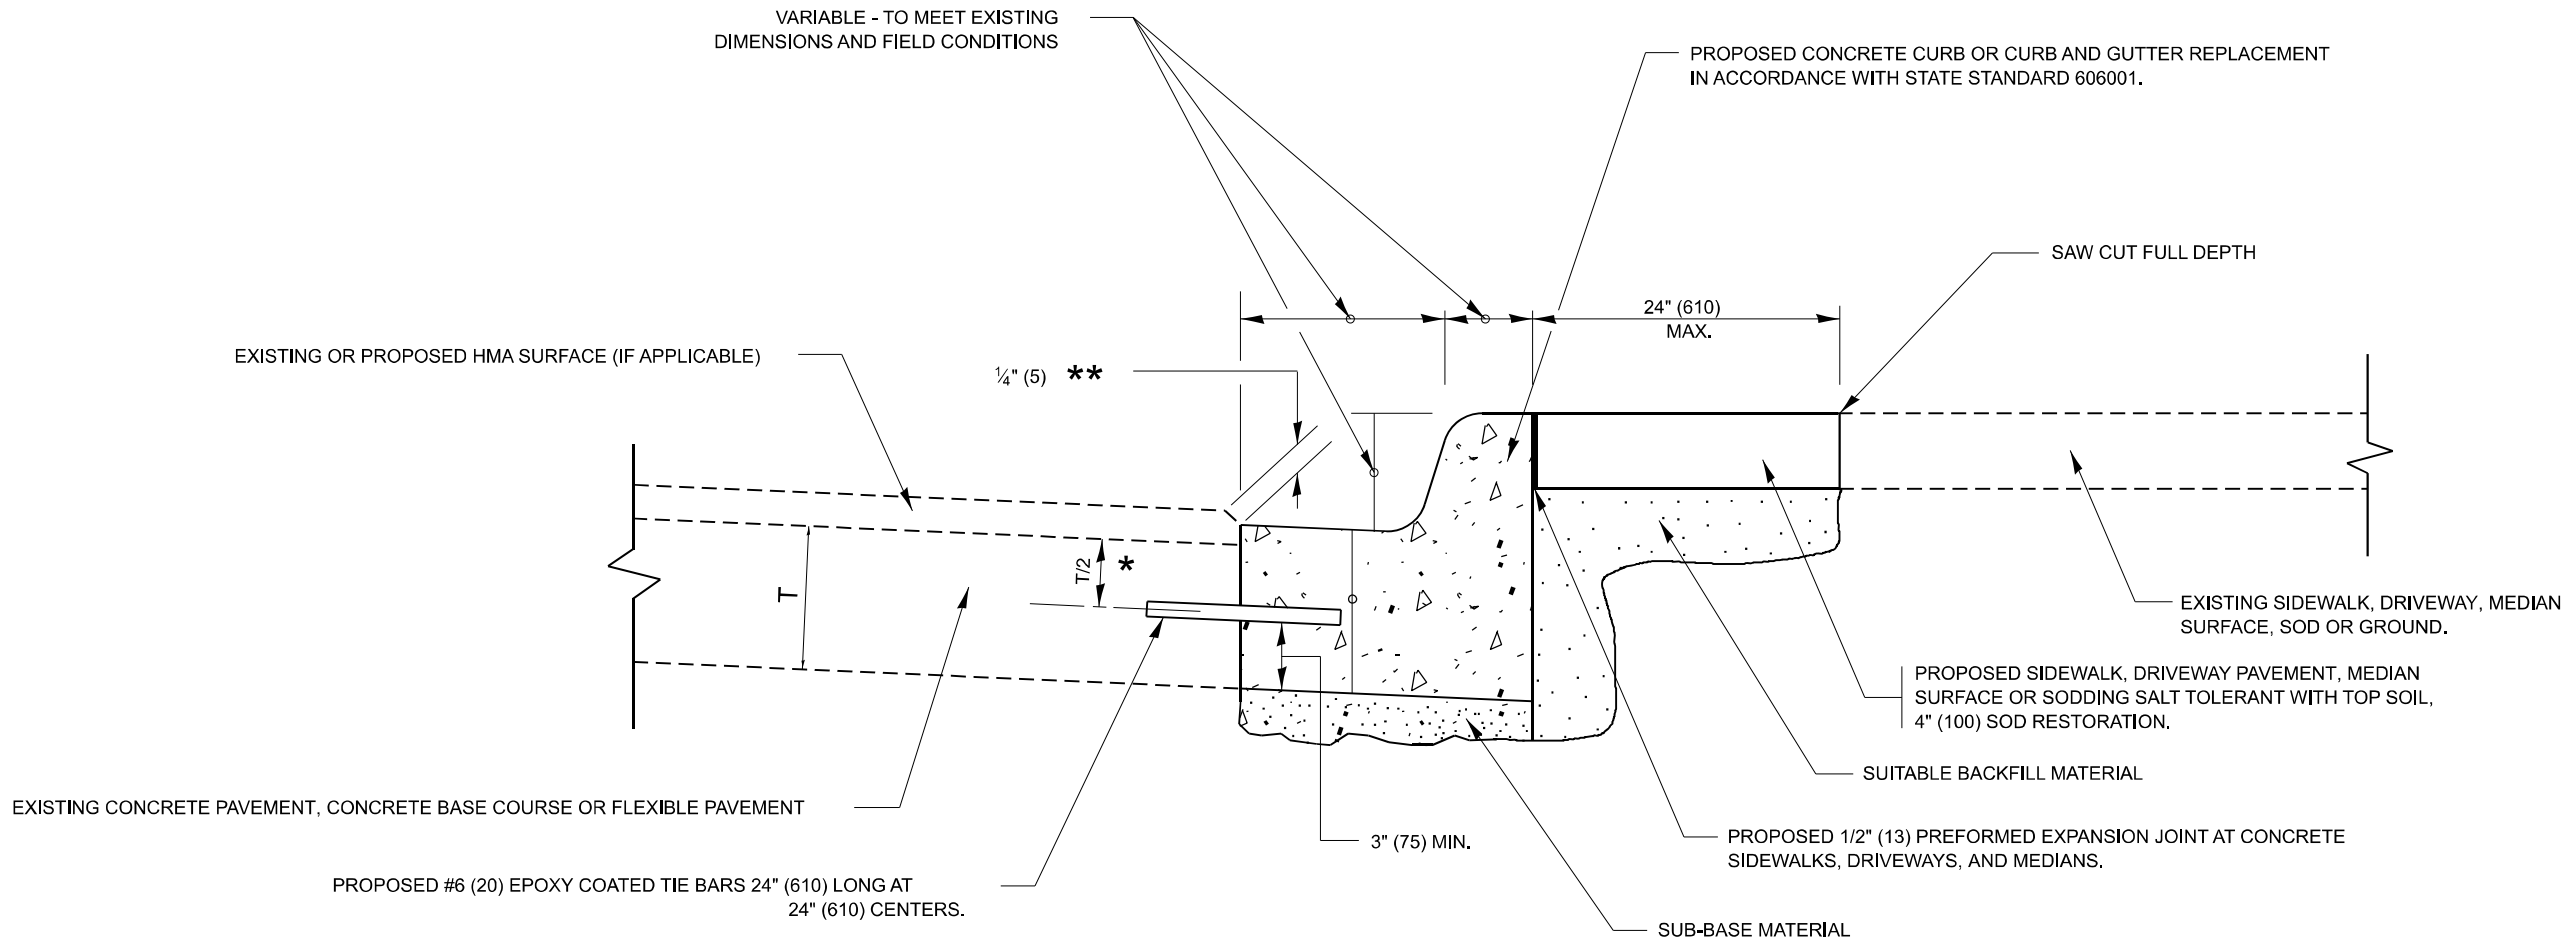 VARIABLE - TO MEET EXISTING
DIMENSIONS AND FIELD CONDITIONS
PROPOSED CONCRETE CURB OR CURB AND GUTTER REPLACEMENT
IN ACCORDANCE WITH STATE STANDARD 606001.
SAW CUT FULL DEPTH
24" (610)
MAX.
EXISTING OR PROPOSED HMA SURFACE (IF APPLICABLE)
¼" (5) **
T/2 *
T
EXISTING SIDEWALK, DRIVEWAY, MEDIAN
SURFACE, SOD OR GROUND.
PROPOSED SIDEWALK, DRIVEWAY PAVEMENT, MEDIAN
SURFACE OR SODDING SALT TOLERANT WITH TOP SOIL,
4" (100) SOD RESTORATION.
SUITABLE BACKFILL MATERIAL
EXISTING CONCRETE PAVEMENT, CONCRETE BASE COURSE OR FLEXIBLE PAVEMENT
3" (75) MIN.
PROPOSED 1/2" (13) PREFORMED EXPANSION JOINT AT CONCRETE
SIDEWALKS, DRIVEWAYS, AND MEDIANS.
PROPOSED #6 (20) EPOXY COATED TIE BARS 24" (610) LONG AT
24" (610) CENTERS.
SUB-BASE MATERIAL